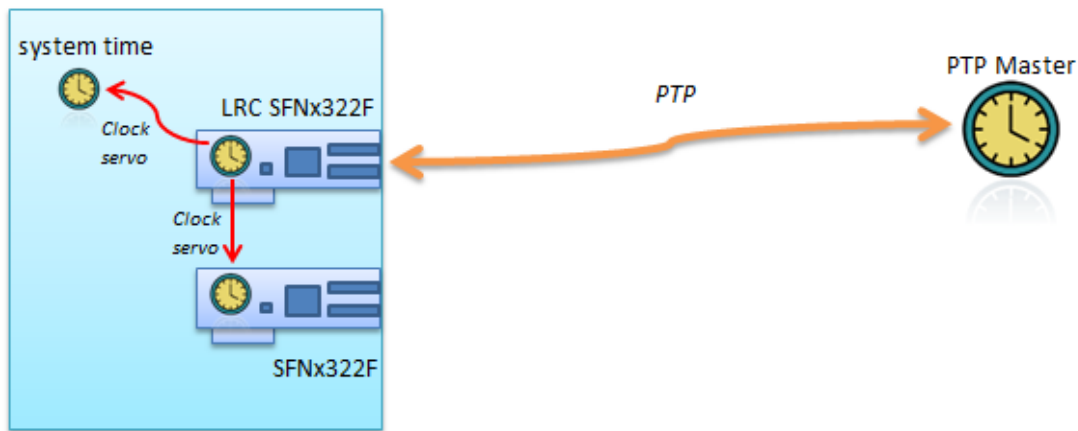 system time
Clock
servo
LRC SFNx322F
Clock
servo
SFNx322F
PTP
PTP Master